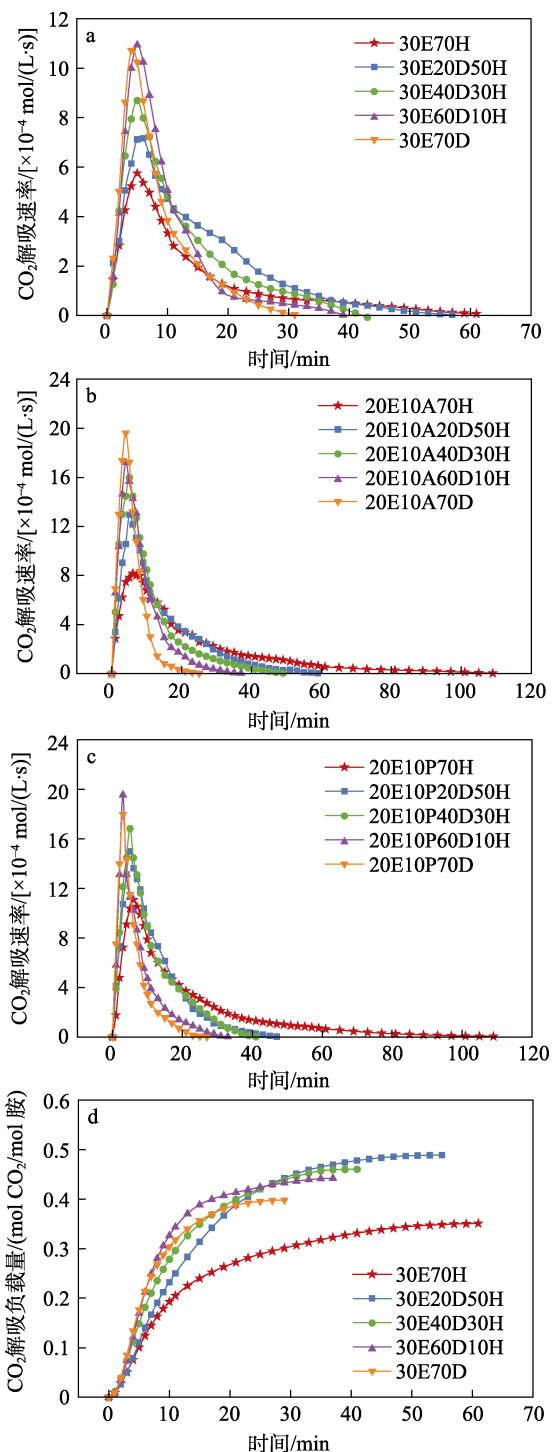 a
12
10
8
6
4
2
0
0 10 20 30 40 50 60 70
CO₂解吸速率/[×10⁻⁴ mol/(L·s)]
时间/min
30E70H
30E20D50H
30E40D30H
30E60D10H
30E70D
b
24
20
16
12
8
4
0
0 20 40 60 80 100 120
CO₂解吸速率/[×10⁻⁴ mol/(L·s)]
时间/min
20E10A70H
20E10A20D50H
20E10A40D30H
20E10A60D10H
20E10A70D
c
24
20
16
12
8
4
0
0 20 40 60 80 100 120
CO₂解吸速率/[×10⁻⁴ mol/(L·s)]
时间/min
20E10P70H
20E10P20D50H
20E10P40D30H
20E10P60D10H
20E10P70D
d
0.6
0.5
0.4
0.3
0.2
0.1
0
0 10 20 30 40 50 60 70
CO₂解吸负载量/(mol CO₂/mol 胺)
时间/min
30E70H
30E20D50H
30E40D30H
30E60D10H
30E70D